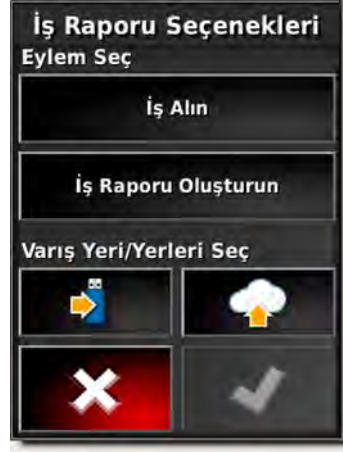 İş Raporu Seçenekleri
Eylem Seç
İş Alın
İş Raporu Oluşturun
Varış Yeri/Yerleri Seç